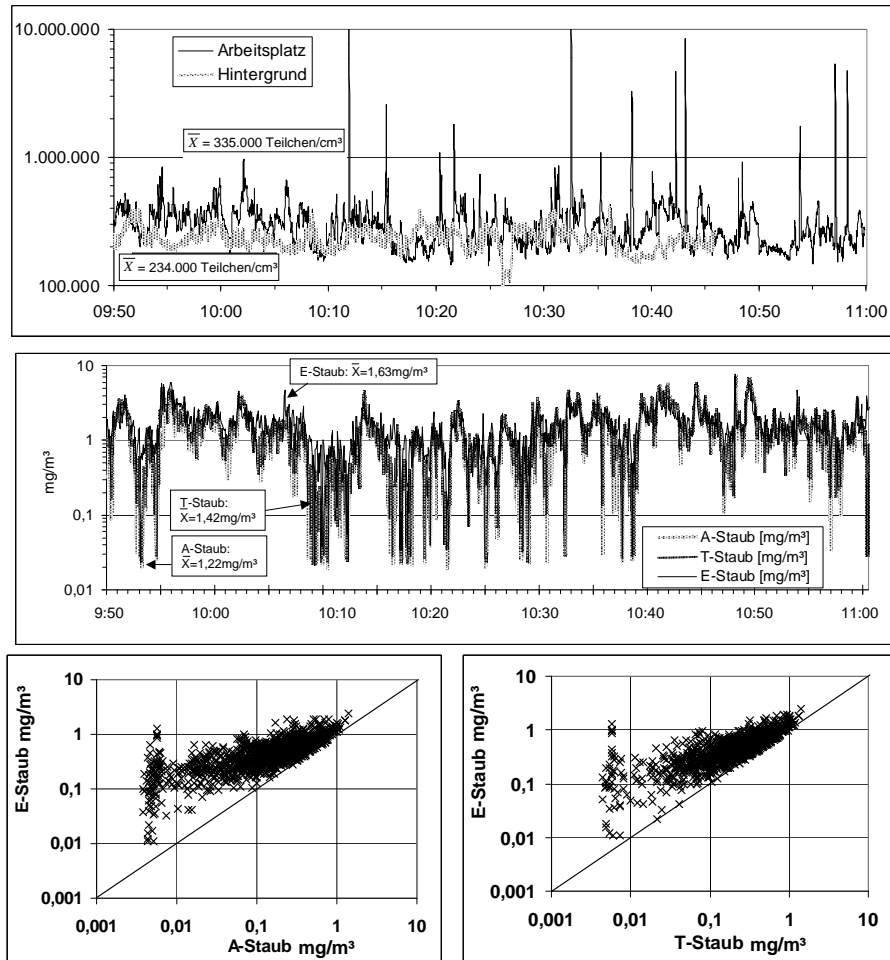 10.000.000
Arbeitsplatz
Hintergrund
X̅ = 335.000 Teilchen/cm³
1.000.000
X̅ = 234.000 Teilchen/cm³
100.000
09:50 10:00 10:10 10:20 10:30 10:40 10:50 11:00
10
E-Staub: X̅=1,63mg/m³
1
mg/m³
T-Staub:
X̅=1,42mg/m³
0,1
A-Staub:
X̅=1,22mg/m³
A-Staub [mg/m³]
T-Staub [mg/m³]
E-Staub [mg/m³]
0,01
9:50 10:00 10:10 10:20 10:30 10:40 10:50 11:00
E-Staub mg/m³
10
1
0,1
0,01
0,001
0,001 0,01 0,1 1 10
A-Staub mg/m³
E-Staub mg/m³
10
1
0,1
0,01
0,001
0,001 0,01 0,1 1 10
T-Staub mg/m³